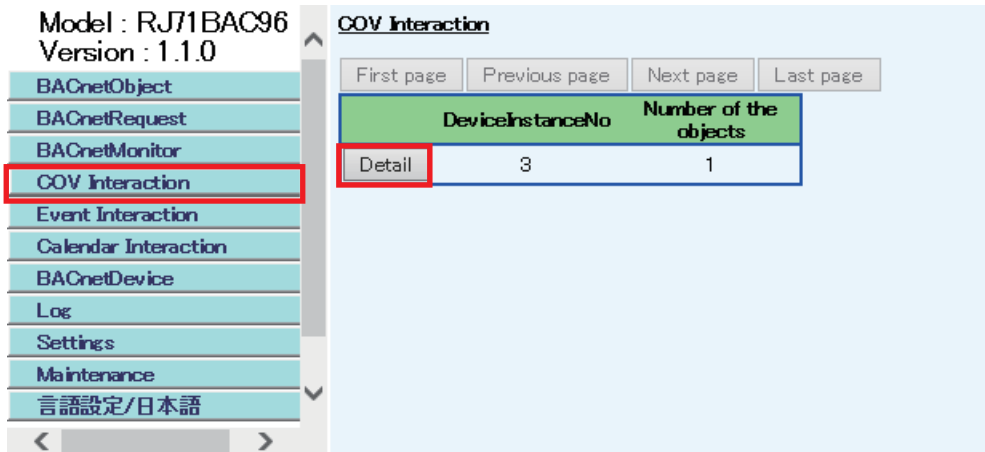 Model : RJ71BAC96
Version : 1.1.0
BACnetObject
BACnetRequest
BACnetMonitor
COV Interaction
Event Interaction
Calendar Interaction
BACnetDevice
Log
Settings
Maintenance
言語設定/日本語
COV Interaction
First page Previous page Next page Last page
DeviceInstanceNo Number of the
objects
Detail 3 1